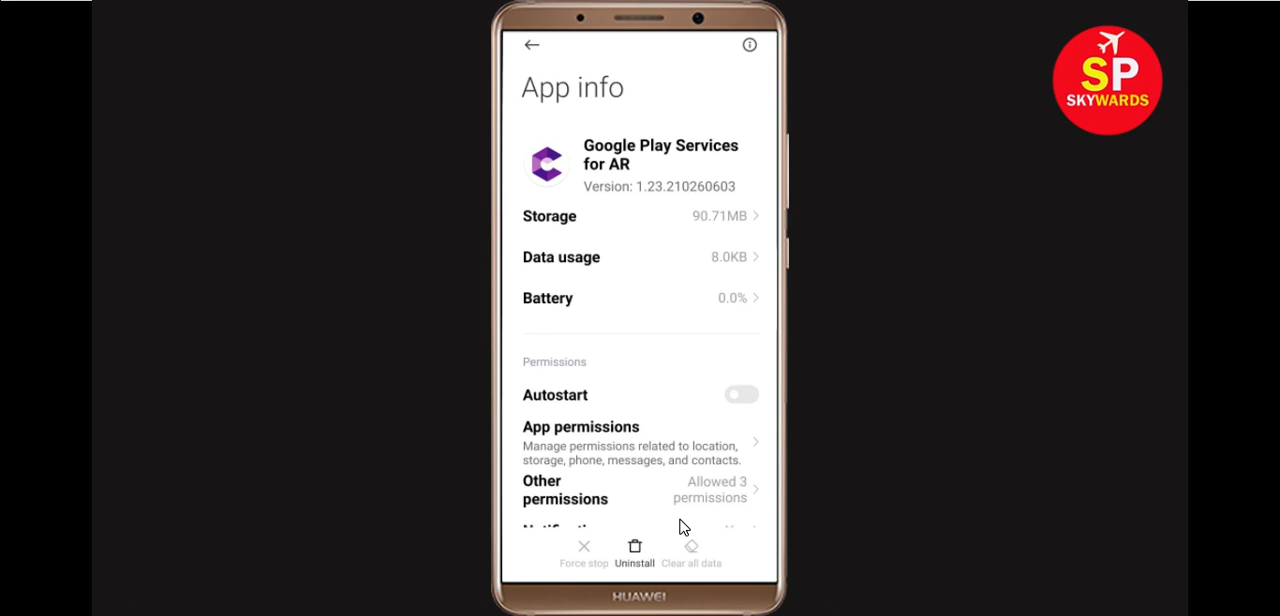 App info
Google Play Services
for AR
Version: 1.23.210260603
Storage 90.71MB
Data usage 8.0KB
Battery 0.0%
Permissions
Autostart
App permissions
Manage permissions related to location,
storage, phone, messages, and contacts.
Other Allowed 3
permissions permissions
Force stop Uninstall Clear all data
HUAWEI
SP
SKYWARDS